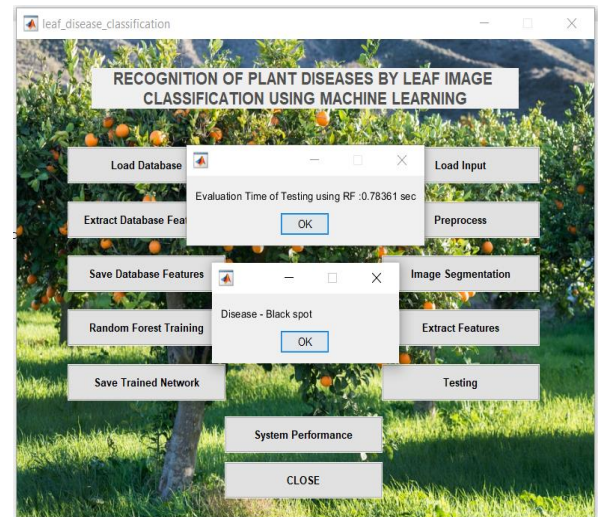 leaf_disease_classification
RECOGNITION OF PLANT DISEASES BY LEAF IMAGE
CLASSIFICATION USING MACHINE LEARNING
Load Database
Load Input
Evaluation Time of Testing using RF :0.78361 sec
OK
Extract Database Feat
Preprocess
Save Database Features
Image Segmentation
Disease - Black spot
OK
Random Forest Training
Extract Features
Save Trained Network
Testing
System Performance
CLOSE